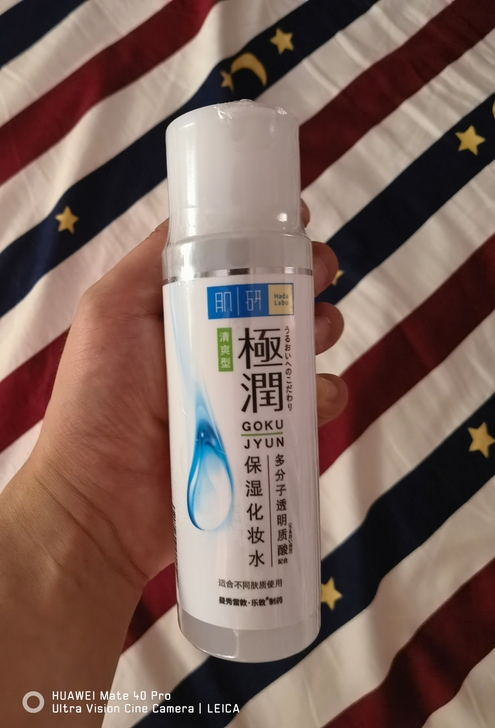 肌研
Hada
Labo
清爽型
極潤
うるおいへのこだわり
GOKU
JYUN
保湿化妆水
多分子透明质酸
配合
适合不同肤质使用
曼秀雷敦·乐敦®制药
HUAWEI Mate 40 Pro
Ultra Vision Cine Camera | LEICA